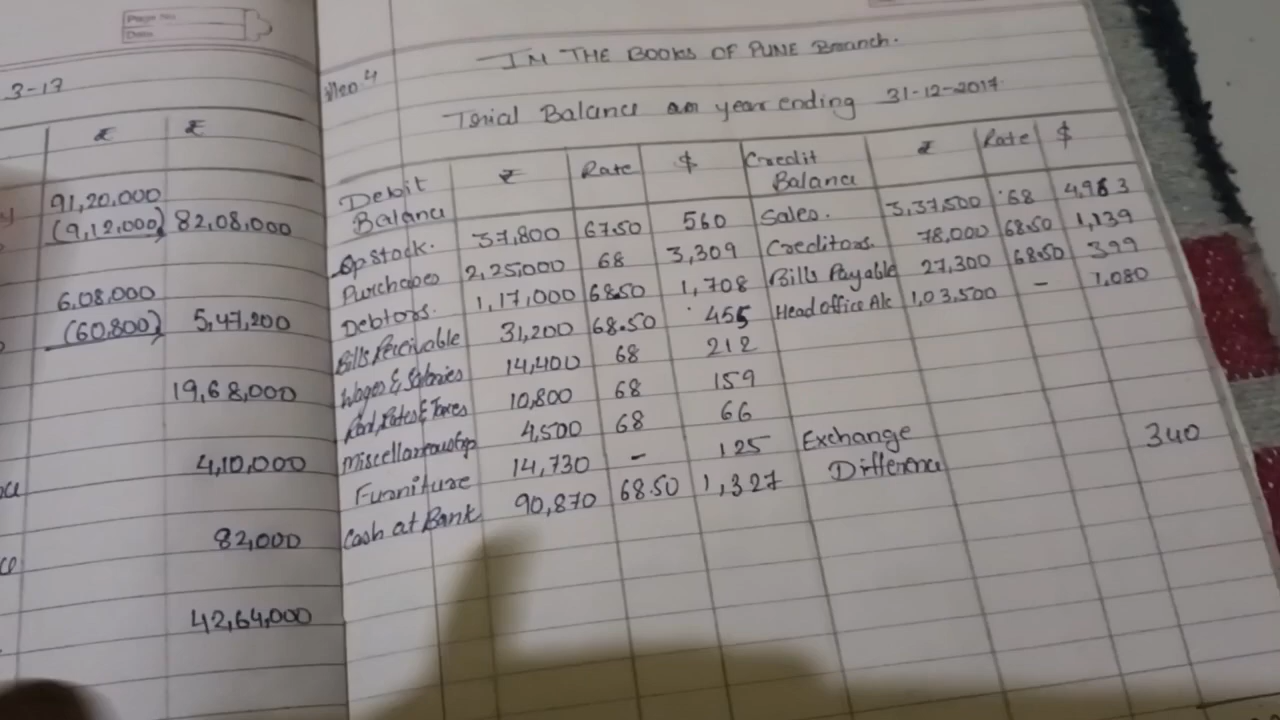 Page No.
Date
3-17
₹ ₹
91,20,000
(9,12,000) 82,08,000
6,08,000
(60,800) 5,47,200
19,68,000
4,10,000
82,000
42,64,000
IN THE BOOKS OF PUNE Branch.
Trial Balance an year ending 31-12-2017
Debit Balance ₹ Rate $ Credit Balance ₹ Rate $
Op stock. 37,800 67.50 560 Sales. 3,37,500 68 4,963
Purchases 2,25,000 68 3,309 Creditors. 78,000 68.50 1,139
Debtors. 1,17,000 68.50 1,708 Bills Payable 27,300 68.50 399
Bills Receivable 31,200 68.50 455 Head office A/c 1,03,500 - 1,080
Wages & Salaries 14,400 68 212
Rent, Rates & Taxes 10,800 68 159
Miscellaneous Exp 4,500 68 66
Furniture 14,730 - 125 Exchange Difference 340
Cash at Bank 90,870 68.50 1,327